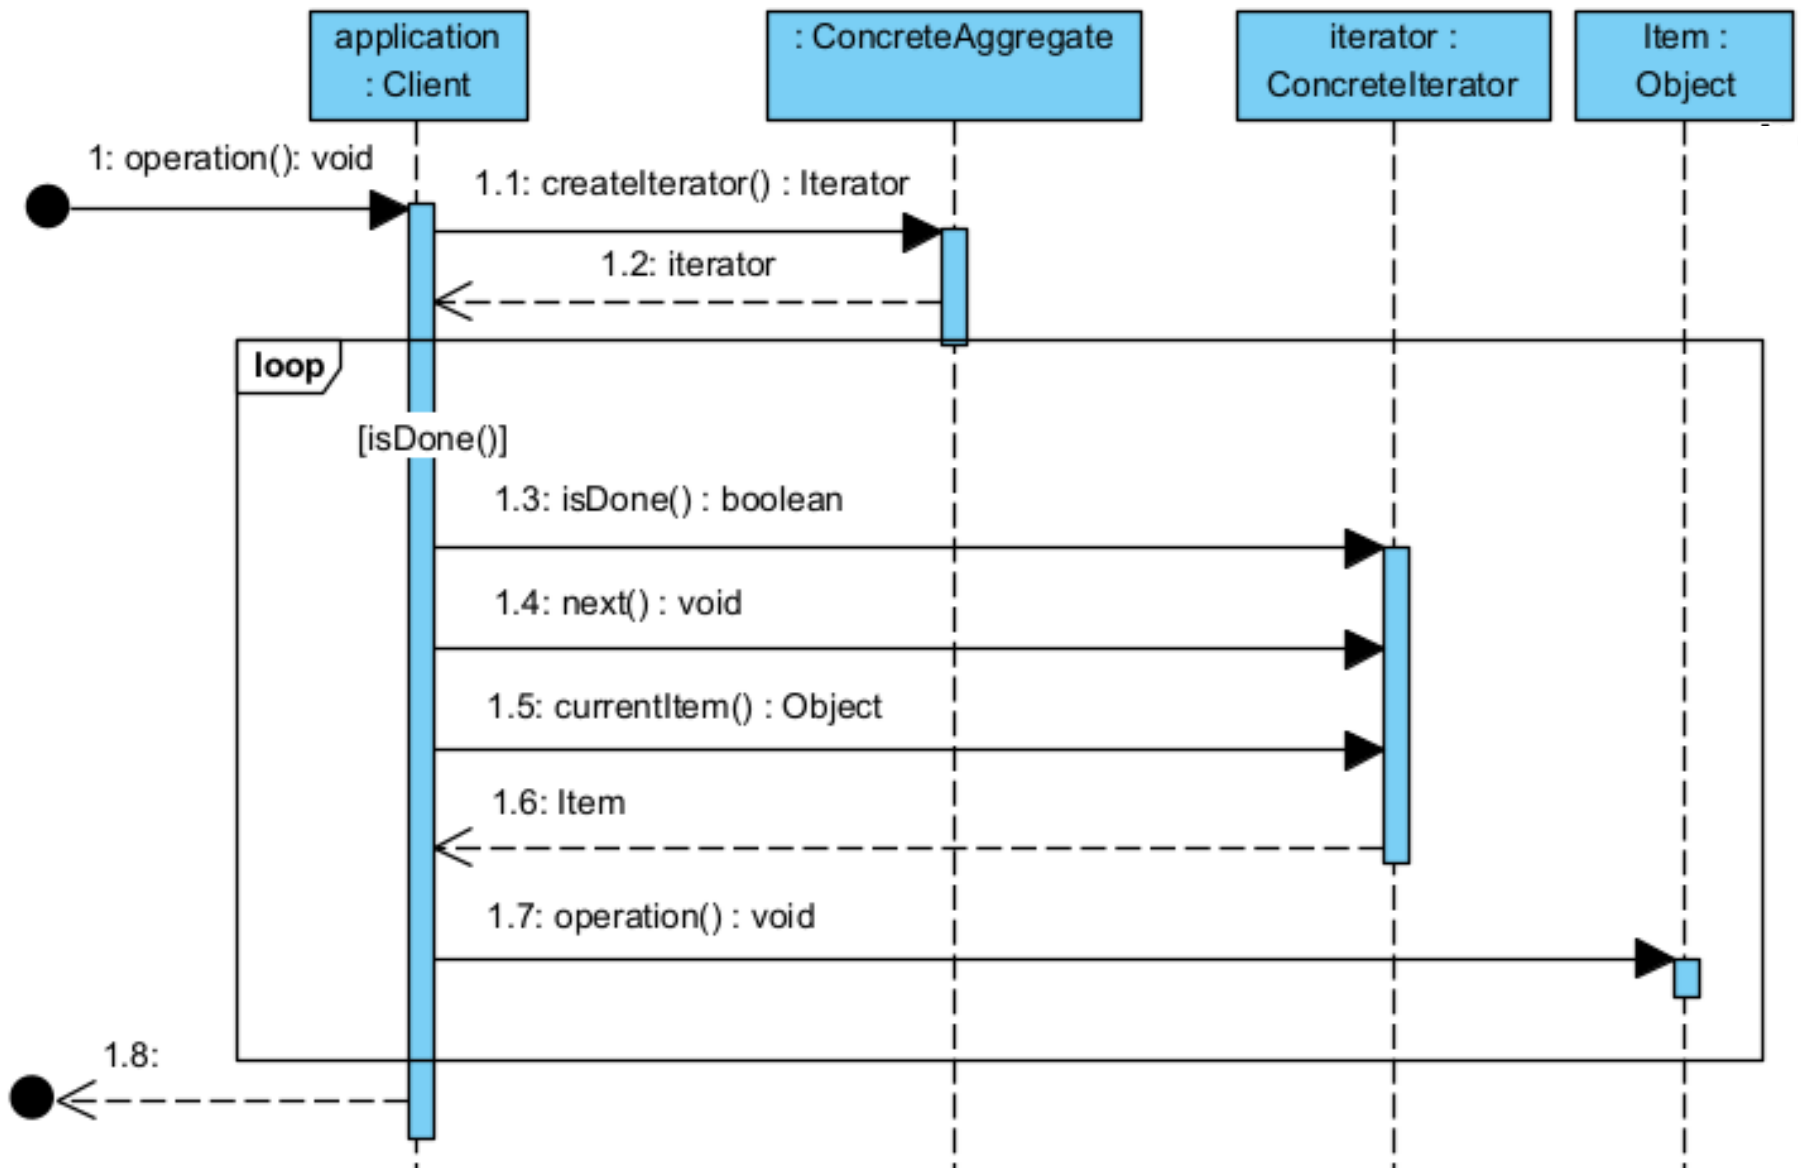 application
: Client
: ConcreteAggregate
iterator :
ConcreteIterator
Item :
Object
1: operation(): void
1.1: createIterator() : Iterator
1.2: iterator
loop
[isDone()]
1.3: isDone() : boolean
1.4: next() : void
1.5: currentItem() : Object
1.6: Item
1.7: operation() : void
1.8: